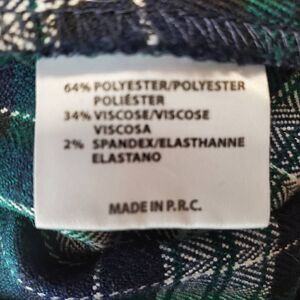 64% POLYESTER/POLYESTER
POLIÉSTER
34% VISCOSE/VISCOSE
VISCOSA
2% SPANDEX/ELASTHANNE
ELASTANO
MADE IN P.R.C.